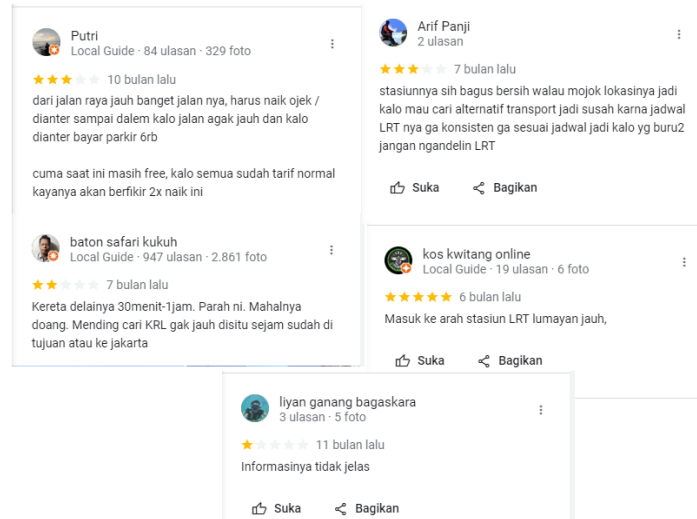 Putri
Local Guide · 84 ulasan · 329 foto
10 bulan lalu
dari jalan raya jauh banget jalan nya, harus naik ojek /
dianter sampai dalem kalo jalan agak jauh dan kalo
dianter bayar parkir 6rb
cuma saat ini masih free, kalo semua sudah tarif normal
kayanya akan berfikir 2x naik ini
Arif Panji
2 ulasan
7 bulan lalu
stasiunnya sih bagus bersih walau mojok lokasinya jadi
kalo mau cari alternatif transport jadi susah karna jadwal
LRT nya ga konsisten ga sesuai jadwal jadi kalo yg buru2
jangan ngandelin LRT
Suka Bagikan
baton safari kukuh
Local Guide · 947 ulasan · 2.861 foto
7 bulan lalu
Kereta delainya 30menit-1jam. Parah ni. Mahalnya
doang. Mending cari KRL gak jauh disitu sejam sudah di
tujuan atau ke jakarta
kos kwitang online
Local Guide · 19 ulasan · 6 foto
6 bulan lalu
Masuk ke arah stasiun LRT lumayan jauh,
Suka Bagikan
liyan ganang bagaskara
3 ulasan · 5 foto
11 bulan lalu
Informasinya tidak jelas
Suka Bagikan